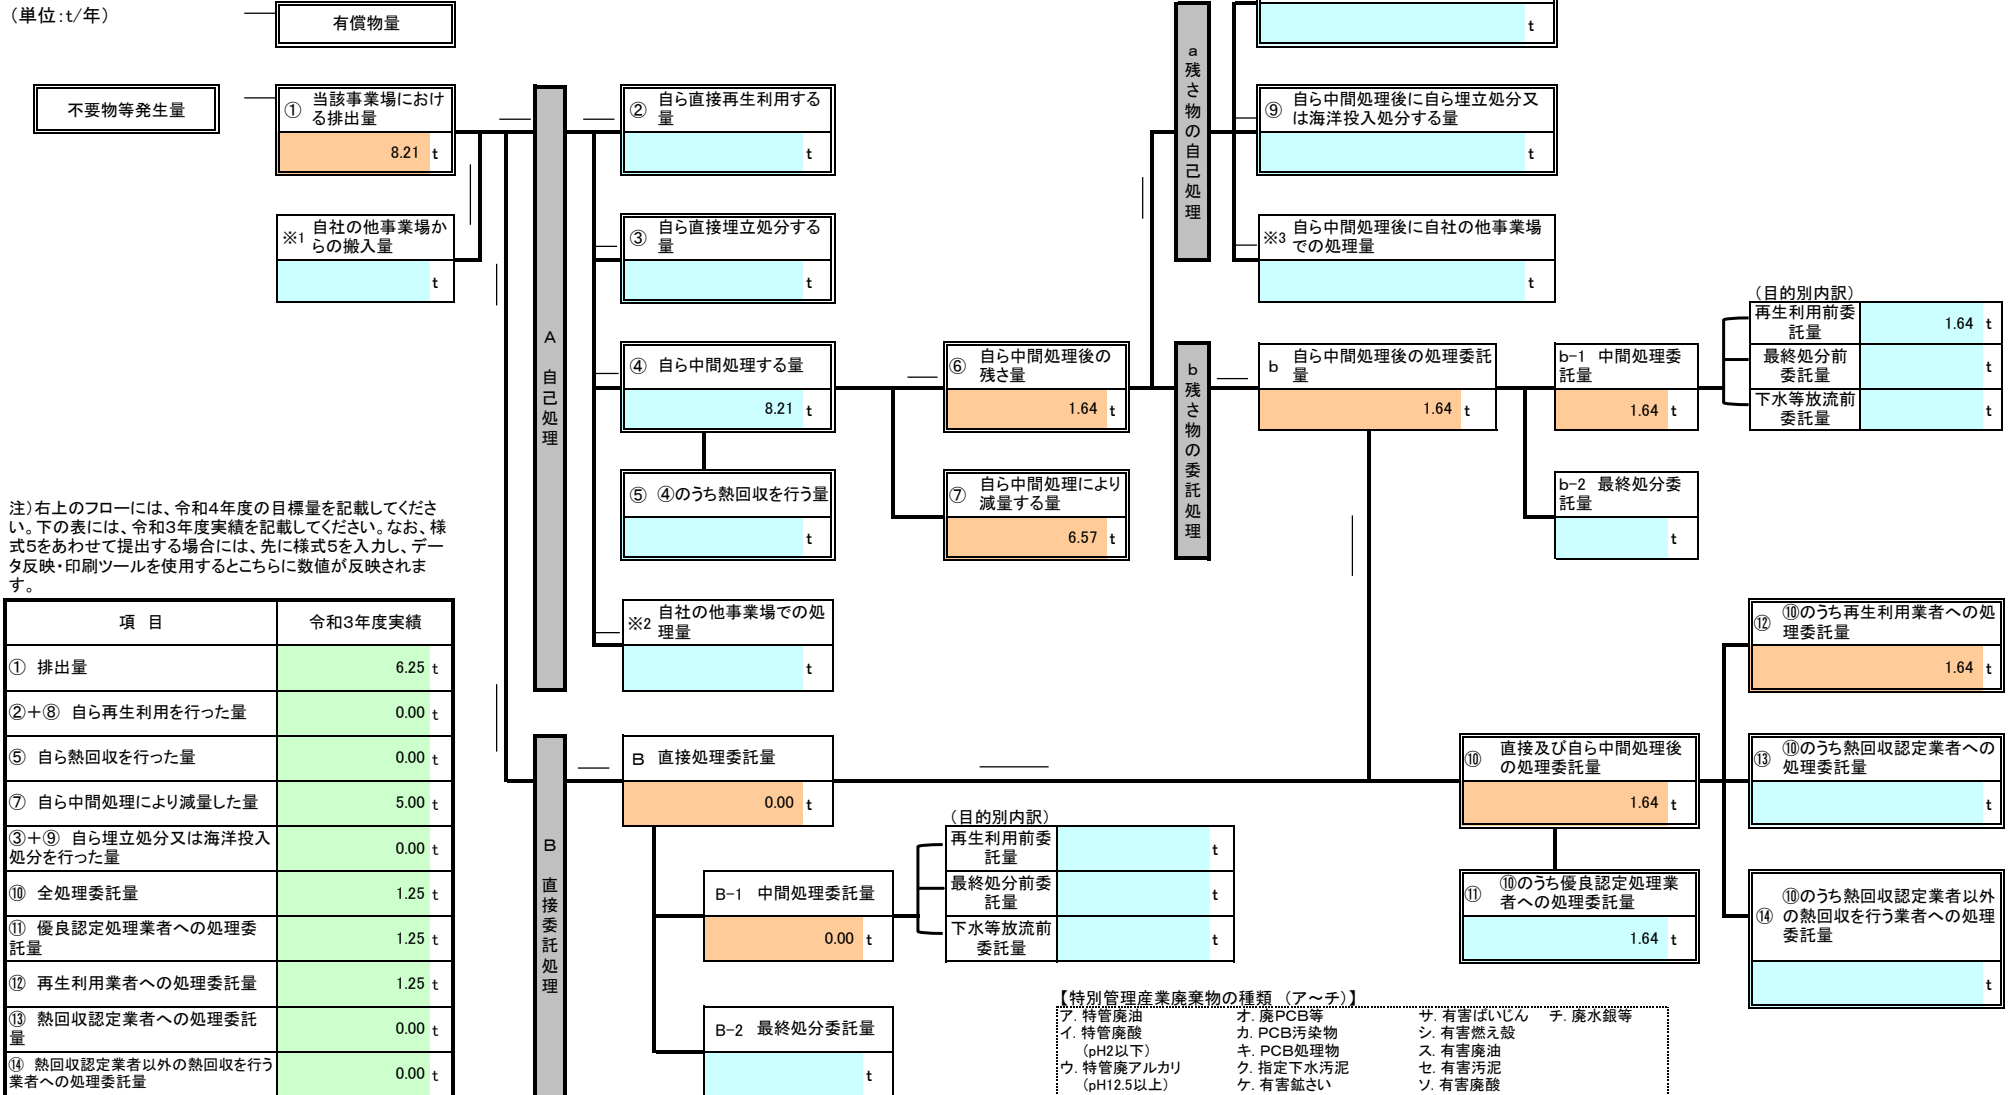 （単位：t/年）
有償物量
不要物等発生量
① 当該事業場におけ
る排出量
8.21 t
※1 自社の他事業場か
らの搬入量
t
A 自己処理
② 自ら直接再生利用する
量
t
③ 自ら直接埋立処分する
量
t
④ 自ら中間処理する量
8.21 t
⑤ ④のうち熱回収を行う量
t
※2 自社の他事業場での処
理量
t
⑥ 自ら中間処理後の
残さ量
1.64 t
⑦ 自ら中間処理により
減量する量
6.57 t
a 残さ物の自己処理
t
⑨ 自ら中間処理後に自ら埋立処分又
は海洋投入処分する量
t
※3 自ら中間処理後に自社の他事業場
での処理量
t
b 残さ物の委託処理
b 自ら中間処理後の処理委託
量
1.64 t
b-1 中間処理委
託量
1.64 t
b-2 最終処分委
託量
t
（目的別内訳）
再生利用前委
託量
1.64 t
最終処分前
委託量
t
下水等放流前
委託量
t
注）右上のフローには、令和４年度の目標量を記載してくださ
い。下の表には、令和３年度実績を記載してください。なお、様
式５をあわせて提出する場合には、先に様式５を入力し、デー
タ反映・印刷ツールを使用するとこちらに数値が反映されま
す。
項 目 令和３年度実績
① 排出量 6.25 t
②＋⑧ 自ら再生利用を行った量 0.00 t
⑤ 自ら熱回収を行った量 0.00 t
⑦ 自ら中間処理により減量した量 5.00 t
③＋⑨ 自ら埋立処分又は海洋投入
処分を行った量 0.00 t
⑩ 全処理委託量 1.25 t
⑪ 優良認定処理業者への処理委
託量 1.25 t
⑫ 再生利用業者への処理委託量 1.25 t
⑬ 熱回収認定業者への処理委託
量 0.00 t
⑭ 熱回収認定業者以外の熱回収を行う
業者への処理委託量 0.00 t
B 直接委託処理
B 直接処理委託量
0.00 t
B-1 中間処理委託量
0.00 t
B-2 最終処分委託量
t
（目的別内訳）
再生利用前委
託量
t
最終処分前委
託量
t
下水等放流前
委託量
t
⑩ 直接及び自ら中間処理後
の処理委託量
1.64 t
⑪ ⑩のうち優良認定処理業
者への処理委託量
1.64 t
⑫ ⑩のうち再生利用業者への処
理委託量
1.64 t
⑬ ⑩のうち熱回収認定業者への
処理委託量
t
⑭ ⑩のうち熱回収認定業者以外
の熱回収を行う業者への処理
委託量
t
【特別管理産業廃棄物の種類 （ア～チ）】
ア. 特管廃油 オ. 廃PCB等 サ. 有害ばいじん チ. 廃水銀等
イ. 特管廃酸 カ. PCB汚染物 シ. 有害燃え殻
（pH2以下） キ. PCB処理物 ス. 有害廃油
ウ. 特管廃アルカリ ク. 指定下水汚泥 セ. 有害汚泥
（pH12.5以上） ケ. 有害鉱さい ソ. 有害廃酸